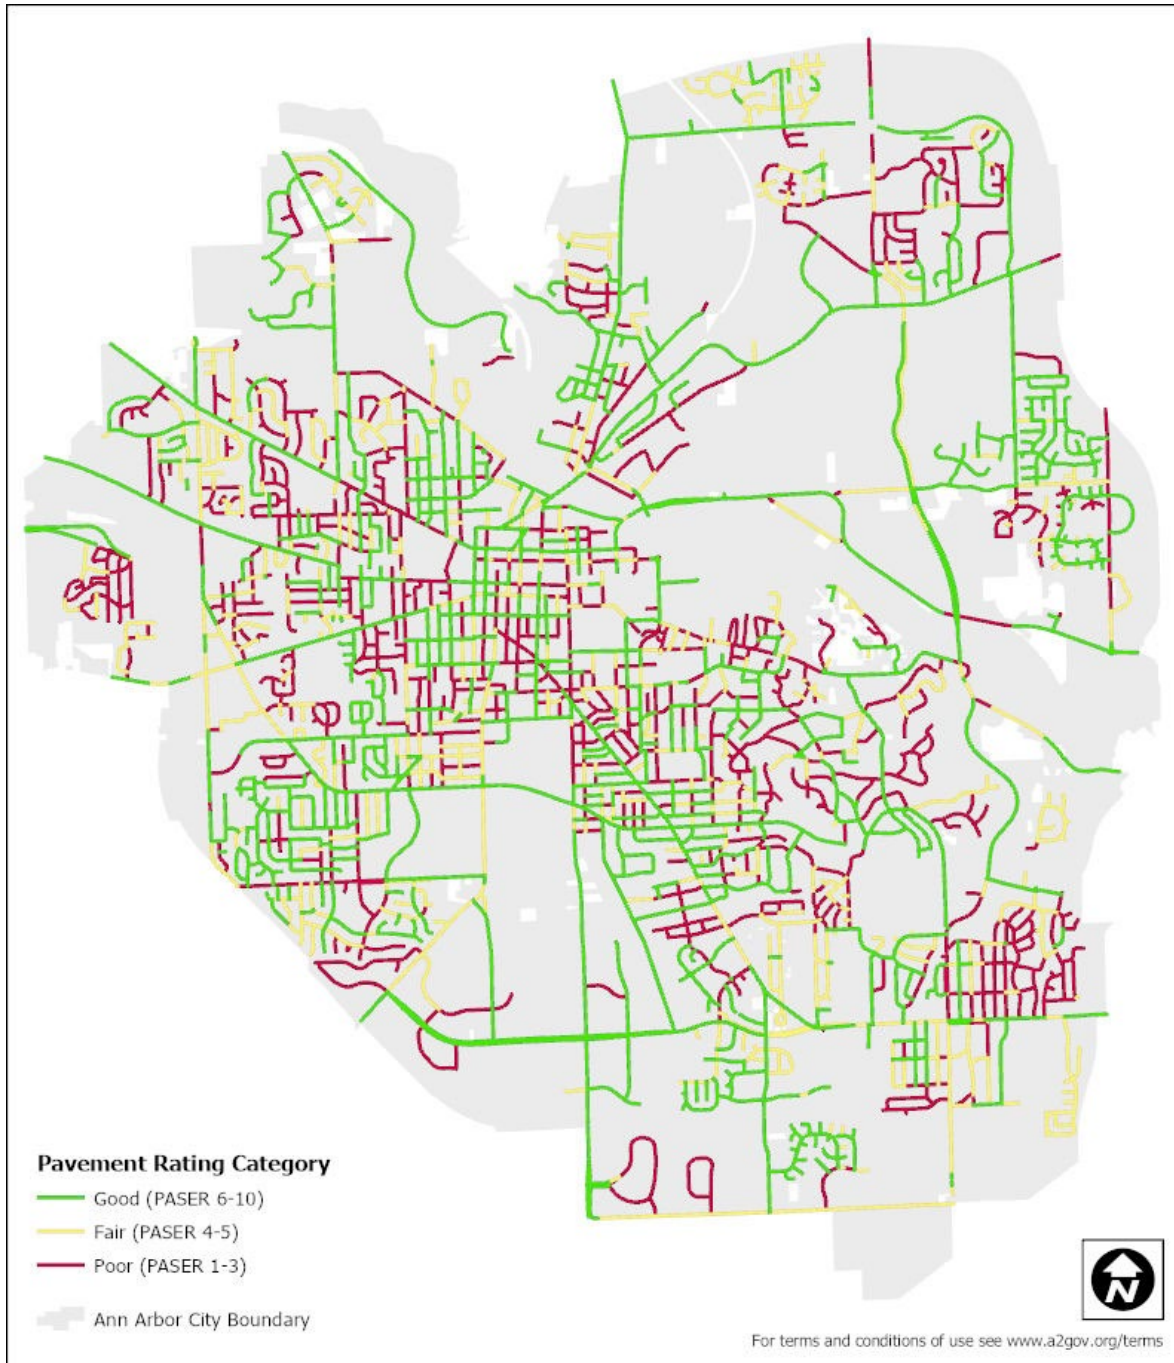 Pavement Rating Category
Good (PASER 6-10)
Fair (PASER 4-5)
Poor (PASER 1-3)
Ann Arbor City Boundary
N
For terms and conditions of use see www.a2gov.org/terms